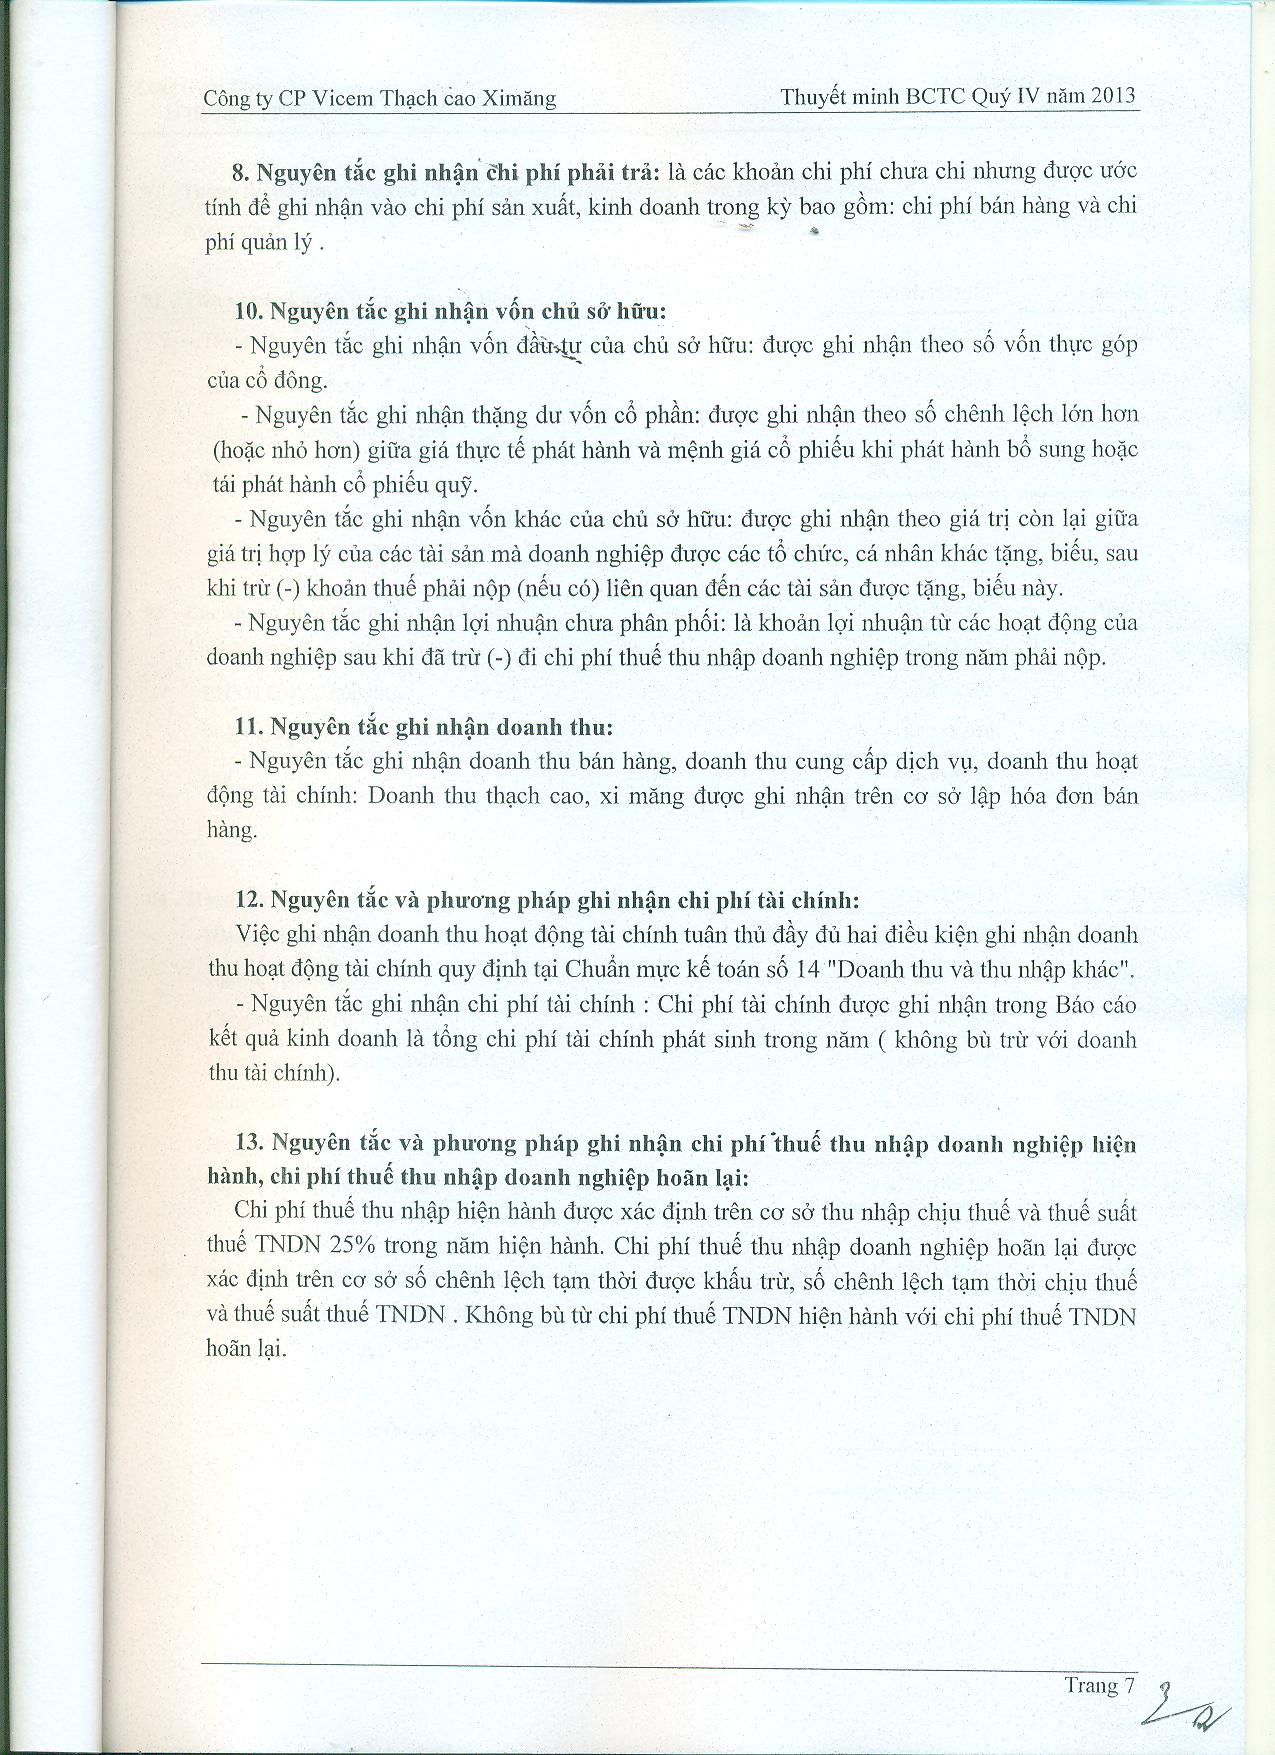 Công ty CP Vicem Thạch cao Ximăng
Thuyết minh BCTC Quý IV năm 2013
8. Nguyên tắc ghi nhận chi phí phải trả: là các khoản chi phí chưa chi nhưng được ước
tính để ghi nhận vào chi phí sản xuất, kinh doanh trong kỳ bao gồm: chi phí bán hàng và chi
phí quản lý .
10. Nguyên tắc ghi nhận vốn chủ sở hữu:
- Nguyên tắc ghi nhận vốn đầu tư của chủ sở hữu: được ghi nhận theo số vốn thực góp
của cổ đông.
- Nguyên tắc ghi nhận thặng dư vốn cổ phần: được ghi nhận theo số chênh lệch lớn hơn
(hoặc nhỏ hơn) giữa giá thực tế phát hành và mệnh giá cổ phiếu khi phát hành bổ sung hoặc
tái phát hành cổ phiếu quỹ.
- Nguyên tắc ghi nhận vốn khác của chủ sở hữu: được ghi nhận theo giá trị còn lại giữa
giá trị hợp lý của các tài sản mà doanh nghiệp được các tổ chức, cá nhân khác tặng, biếu, sau
khi trừ (-) khoản thuế phải nộp (nếu có) liên quan đến các tài sản được tặng, biếu này.
- Nguyên tắc ghi nhận lợi nhuận chưa phân phối: là khoản lợi nhuận từ các hoạt động của
doanh nghiệp sau khi đã trừ (-) đi chi phí thuế thu nhập doanh nghiệp trong năm phải nộp.
11. Nguyên tắc ghi nhận doanh thu:
- Nguyên tắc ghi nhận doanh thu bán hàng, doanh thu cung cấp dịch vụ, doanh thu hoạt
động tài chính: Doanh thu thạch cao, xi măng được ghi nhận trên cơ sở lập hóa đơn bán
hàng.
12. Nguyên tắc và phương pháp ghi nhận chi phí tài chính:
Việc ghi nhận doanh thu hoạt động tài chính tuân thủ đầy đủ hai điều kiện ghi nhận doanh
thu hoạt động tài chính quy định tại Chuẩn mực kế toán số 14 "Doanh thu và thu nhập khác".
- Nguyên tắc ghi nhận chi phí tài chính : Chi phí tài chính được ghi nhận trong Báo cáo
kết quả kinh doanh là tổng chi phí tài chính phát sinh trong năm ( không bù trừ với doanh
thu tài chính).
13. Nguyên tắc và phương pháp ghi nhận chi phí thuế thu nhập doanh nghiệp hiện
hành, chi phí thuế thu nhập doanh nghiệp hoãn lại:
Chi phí thuế thu nhập hiện hành được xác định trên cơ sở thu nhập chịu thuế và thuế suất
thuế TNDN 25% trong năm hiện hành. Chi phí thuế thu nhập doanh nghiệp hoãn lại được
xác định trên cơ sở số chênh lệch tạm thời được khấu trừ, số chênh lệch tạm thời chịu thuế
và thuế suất thuế TNDN . Không bù từ chi phí thuế TNDN hiện hành với chi phí thuế TNDN
hoãn lại.
Trang 7